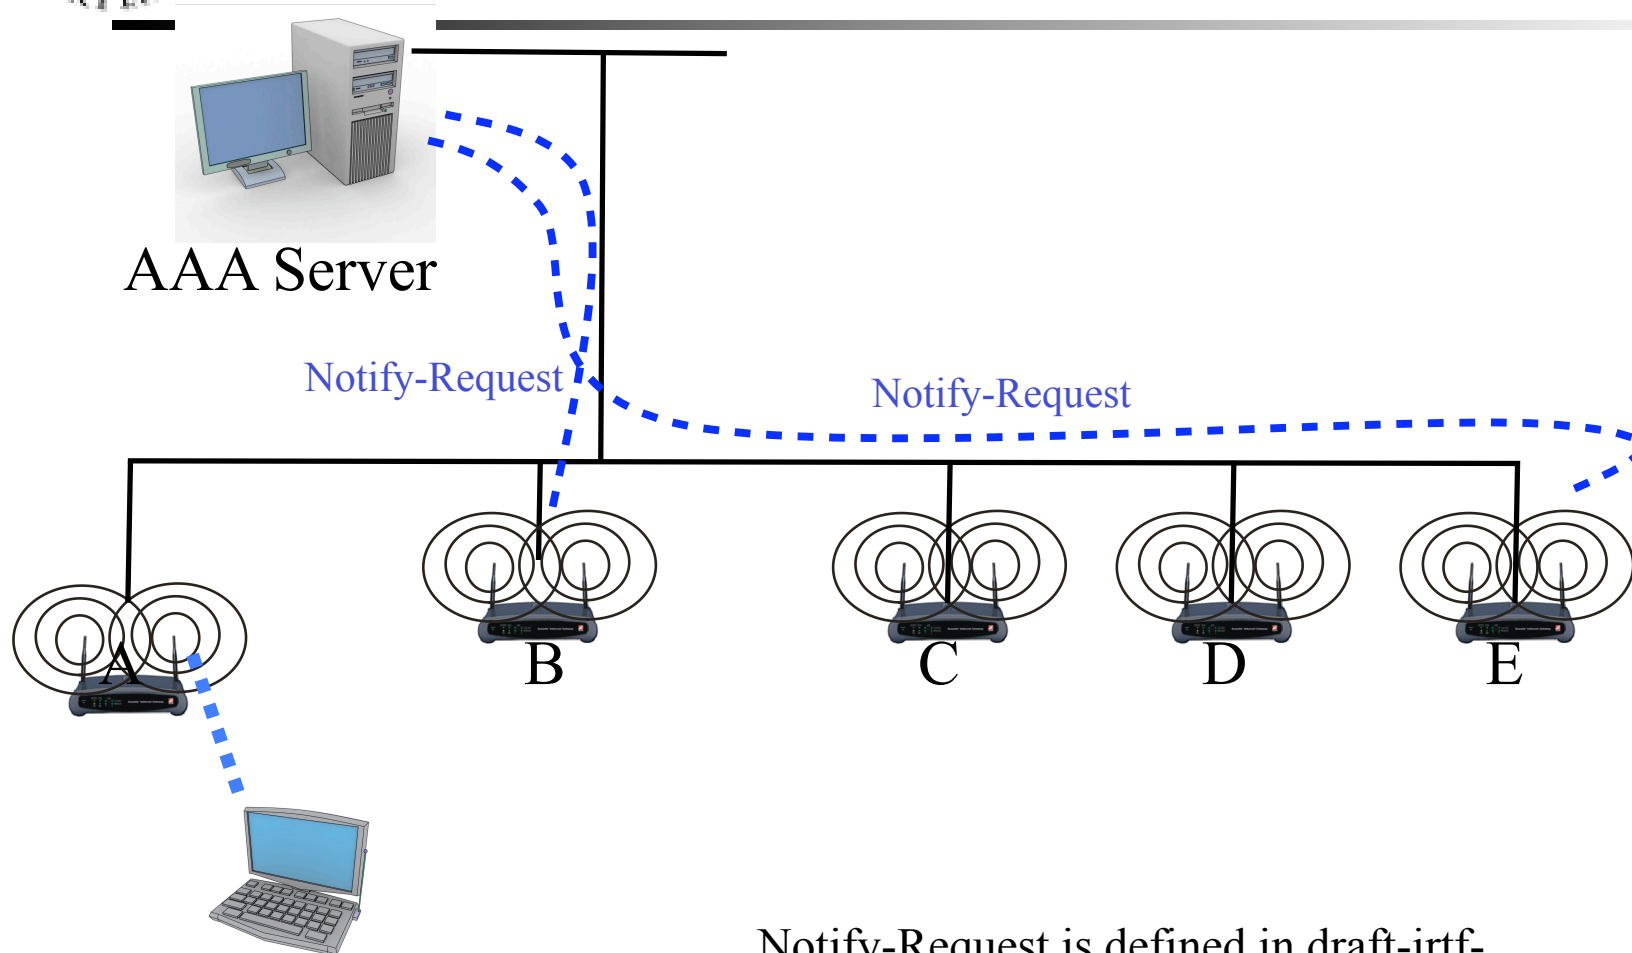 AAA Server
Notify-Request
Notify-Request
A
B
C
D
E
Notify-Request is defined in draft-irtf-